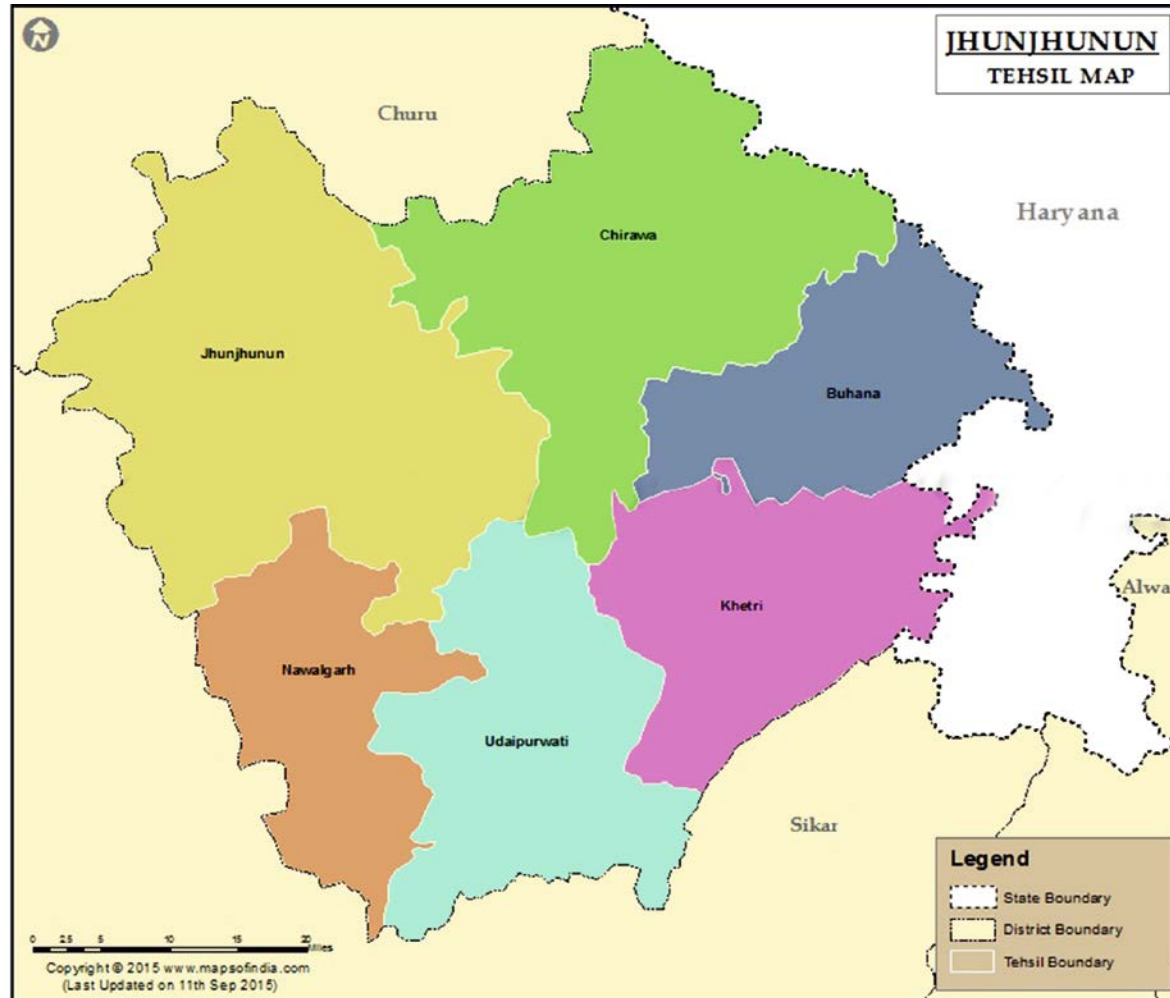 N
JHUNJHUNUN
TEHSIL MAP
Churu
Haryana
Chirawa
Jhunjhunun
Buhana
Alwa
Khetri
Nawalgarh
Udaipurwati
Sikar
Legend
State Boundary
District Boundary
Tehsil Boundary
0 2.5 5 10 15 20
Miles
Copyright © 2015 www.mapsofindia.com
(Last Updated on 11th Sep 2015)